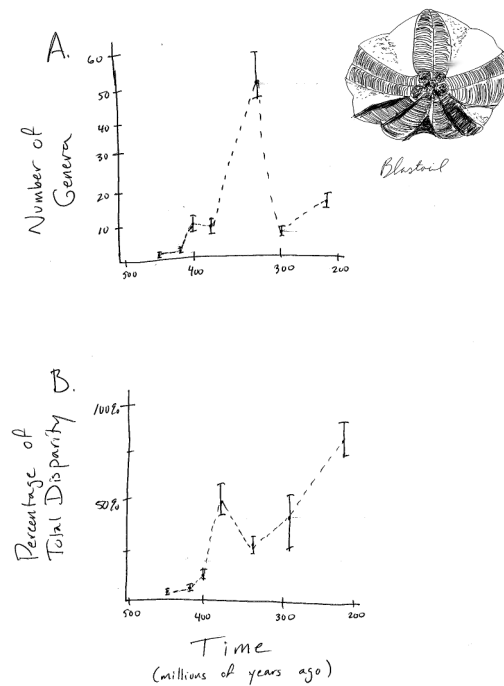 A.
Number of
Genera
60
50
40
30
20
10
500
400
300
200
Blastoid
B.
Percentage of
Total Disparity
100%
50%
500
400
300
200
Time
(millions of years ago)